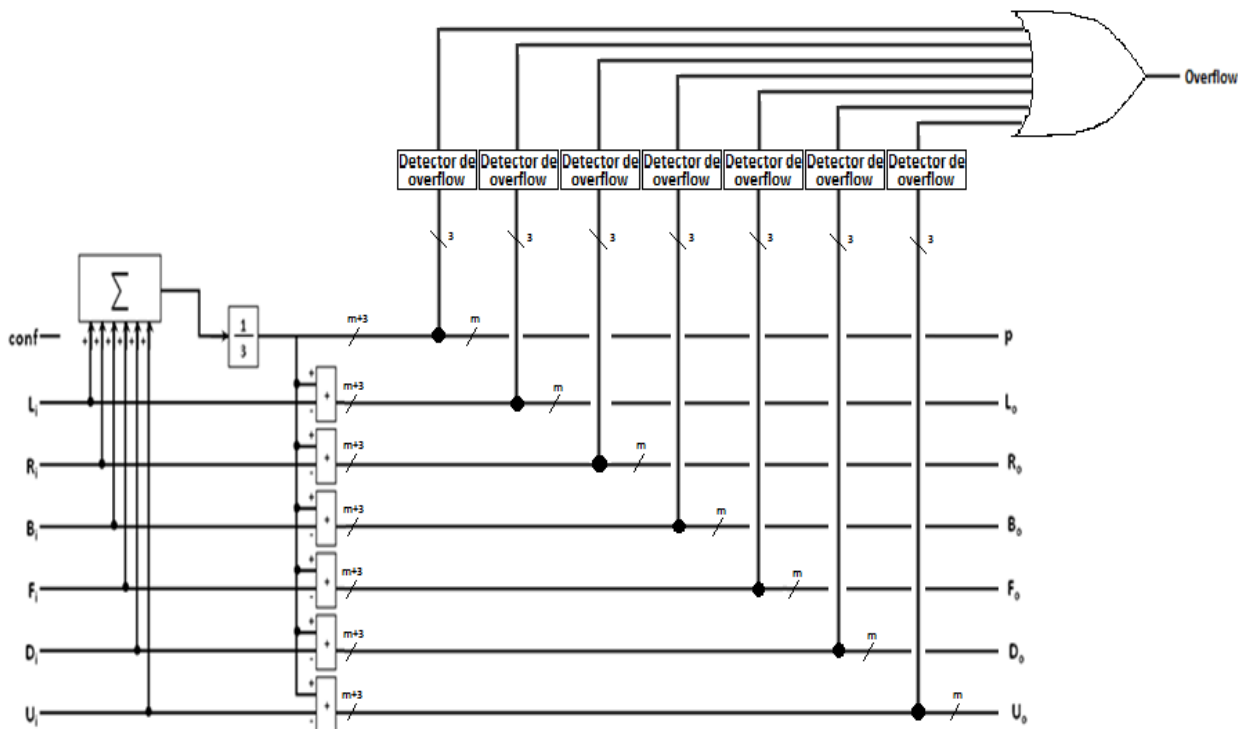 Overflow
Detector de overflow
Detector de overflow
Detector de overflow
Detector de overflow
Detector de overflow
Detector de overflow
Detector de overflow
3 3 3 3 3 3 3
Σ
conf + + + + + + 1/3 m+3 m p
Li + - + m+3 m Lo
Ri + - + m+3 m Ro
Bi + - + m+3 m Bo
Fi + - + m+3 m Fo
Di + - + m+3 m Do
Ui + - + m+3 m Uo